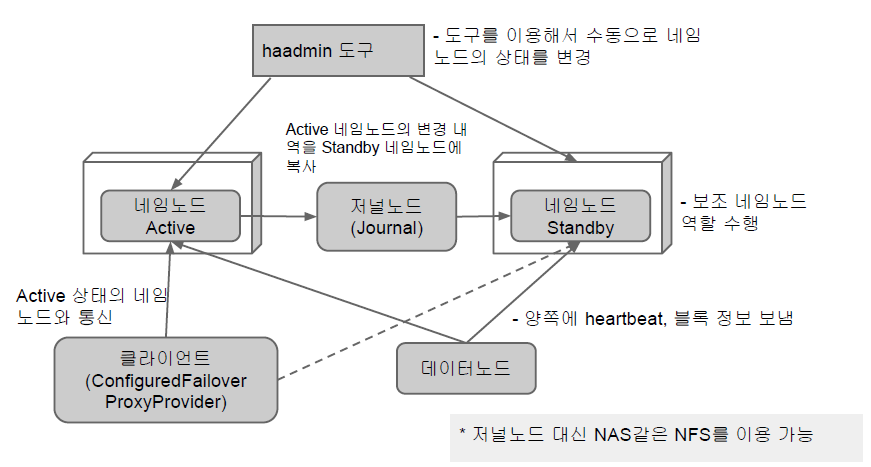 haadmin 도구
- 도구를 이용해서 수동으로 네임
노드의 상태를 변경
Active 네임노드의 변경 내
역을 Standby 네임노드에
복사
네임노드
Active
저널노드
(Journal)
네임노드
Standby
- 보조 네임노드
역할 수행
Active 상태의 네임
노드와 통신
- 양쪽에 heartbeat, 블록 정보 보냄
클라이언트
(ConfiguredFailover
ProxyProvider)
데이터노드
* 저널노드 대신 NAS같은 NFS를 이용 가능